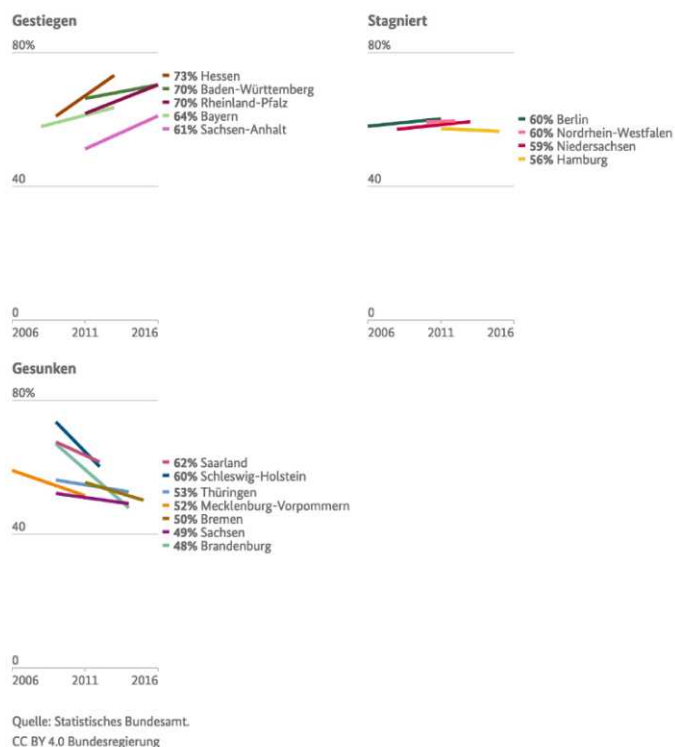 Gestiegen
80%
73% Hessen
70% Baden-Württemberg
70% Rheinland-Pfalz
64% Bayern
61% Sachsen-Anhalt
40
0
2006 2011 2016
Stagniert
80%
60% Berlin
60% Nordrhein-Westfalen
59% Niedersachsen
56% Hamburg
40
0
2006 2011 2016
Gesunken
80%
62% Saarland
60% Schleswig-Holstein
53% Thüringen
52% Mecklenburg-Vorpommern
50% Bremen
49% Sachsen
48% Brandenburg
40
0
2006 2011 2016
Quelle: Statistisches Bundesamt.
CC BY 4.0 Bundesregierung